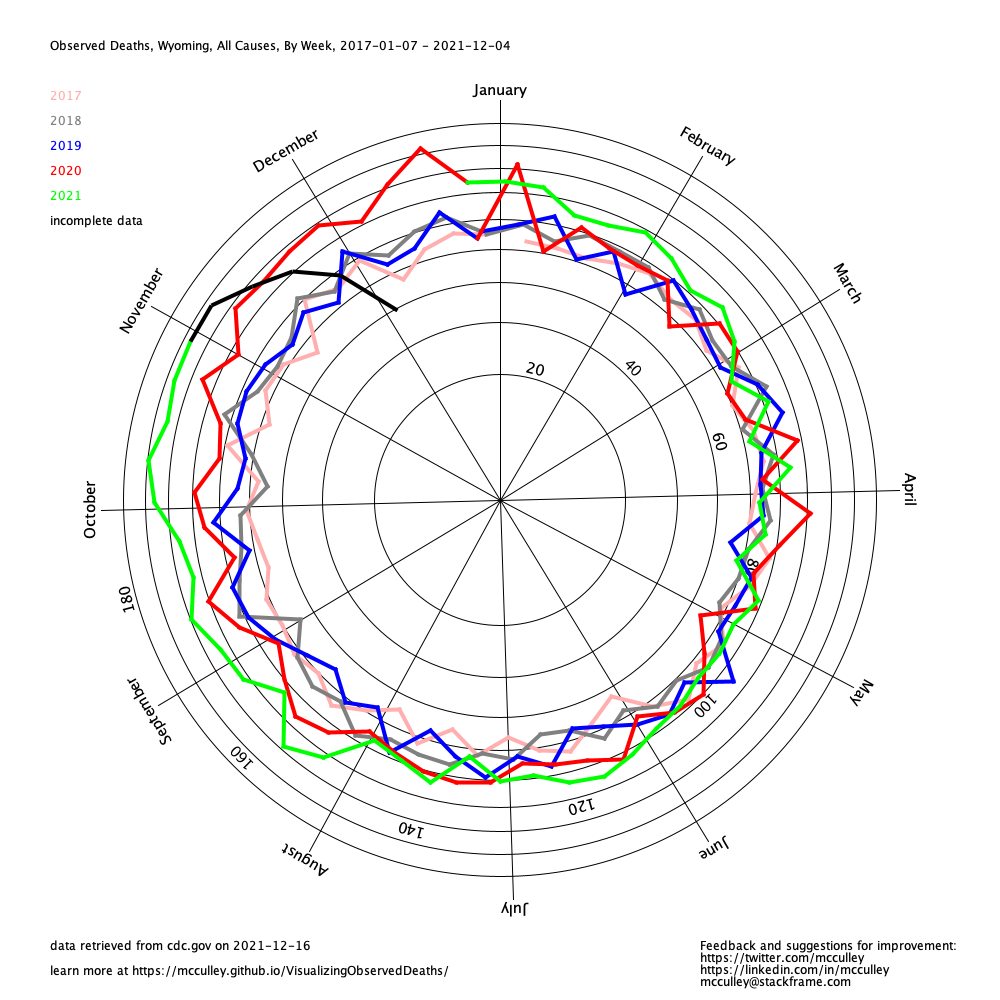 Observed Deaths, Wyoming, All Causes, By Week, 2017-01-07 - 2021-12-04
2017
2018
2019
2020
2021
incomplete data
January
February
March
April
May
June
July
August
September
October
November
December
20
40
60
80
100
120
140
160
180
data retrieved from cdc.gov on 2021-12-16
learn more at https://mcculley.github.io/VisualizingObservedDeaths/
Feedback and suggestions for improvement:
https://twitter.com/mcculley
https://linkedin.com/in/mcculley
mcculley@stackframe.com